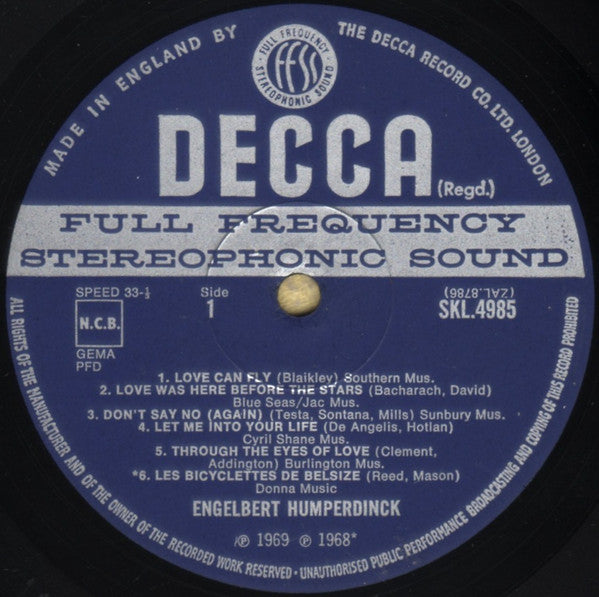 MADE IN ENGLAND BY THE DECCA RECORD CO. LTD. LONDON
FULL FREQUENCY
ffss
STEREOPHONIC SOUND
DECCA (Regd.)
FULL FREQUENCY
STEREOPHONIC SOUND
SPEED 33-⅓
Side
1
(ZAL.8786)
SKL.4985
N.C.B.
GEMA
PFD
1. LOVE CAN FLY (Blaikley) Southern Mus.
2. LOVE WAS HERE BEFORE THE STARS (Bacharach, David)
Blue Seas/Jac Mus.
3. DON'T SAY NO (AGAIN) (Testa, Sontana, Mills) Sunbury Mus.
4. LET ME INTO YOUR LIFE (De Angelis, Hotlan)
Cyril Shane Mus.
5. THROUGH THE EYES OF LOVE (Clement,
Addington) Burlington Mus.
*6. LES BICYCLETTES DE BELSIZE (Reed, Mason)
Donna Music
ENGELBERT HUMPERDINCK
℗ 1969 ℗ 1968*
ALL RIGHTS OF THE MANUFACTURER AND OF THE OWNER OF THE RECORDED WORK RESERVED · UNAUTHORISED PUBLIC PERFORMANCE BROADCASTING AND COPYING OF THIS RECORD PROHIBITED